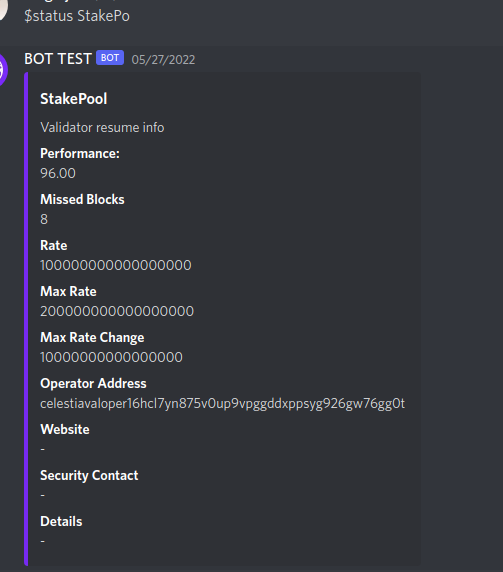 $status StakePo
BOT TEST BOT 05/27/2022
StakePool
Validator resume info
Performance:
96.00
Missed Blocks
8
Rate
100000000000000000
Max Rate
200000000000000000
Max Rate Change
10000000000000000
Operator Address
celestiavaloper16hcl7yn875v0up9vpggddxppsyg926gw76gg0t
Website
-
Security Contact
-
Details
-